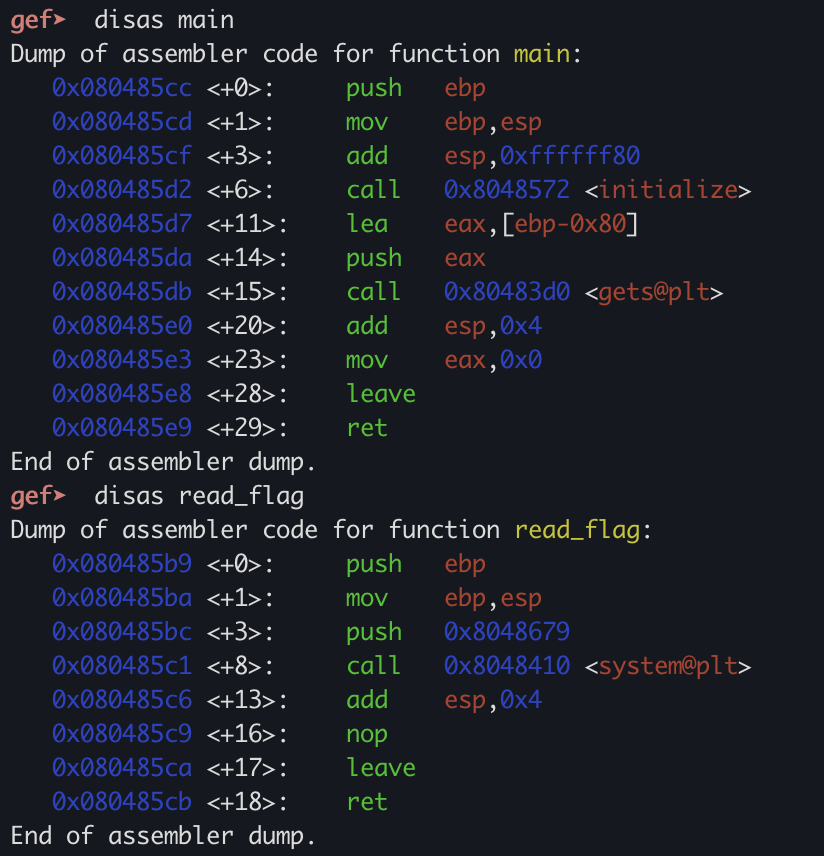 gef➤  disas main
Dump of assembler code for function main:
   0x080485cc <+0>:     push   ebp
   0x080485cd <+1>:     mov    ebp,esp
   0x080485cf <+3>:     add    esp,0xffffff80
   0x080485d2 <+6>:     call   0x8048572 <initialize>
   0x080485d7 <+11>:    lea    eax,[ebp-0x80]
   0x080485da <+14>:    push   eax
   0x080485db <+15>:    call   0x80483d0 <gets@plt>
   0x080485e0 <+20>:    add    esp,0x4
   0x080485e3 <+23>:    mov    eax,0x0
   0x080485e8 <+28>:    leave
   0x080485e9 <+29>:    ret
End of assembler dump.
gef➤  disas read_flag
Dump of assembler code for function read_flag:
   0x080485b9 <+0>:     push   ebp
   0x080485ba <+1>:     mov    ebp,esp
   0x080485bc <+3>:     push   0x8048679
   0x080485c1 <+8>:     call   0x8048410 <system@plt>
   0x080485c6 <+13>:    add    esp,0x4
   0x080485c9 <+16>:    nop
   0x080485ca <+17>:    leave
   0x080485cb <+18>:    ret
End of assembler dump.